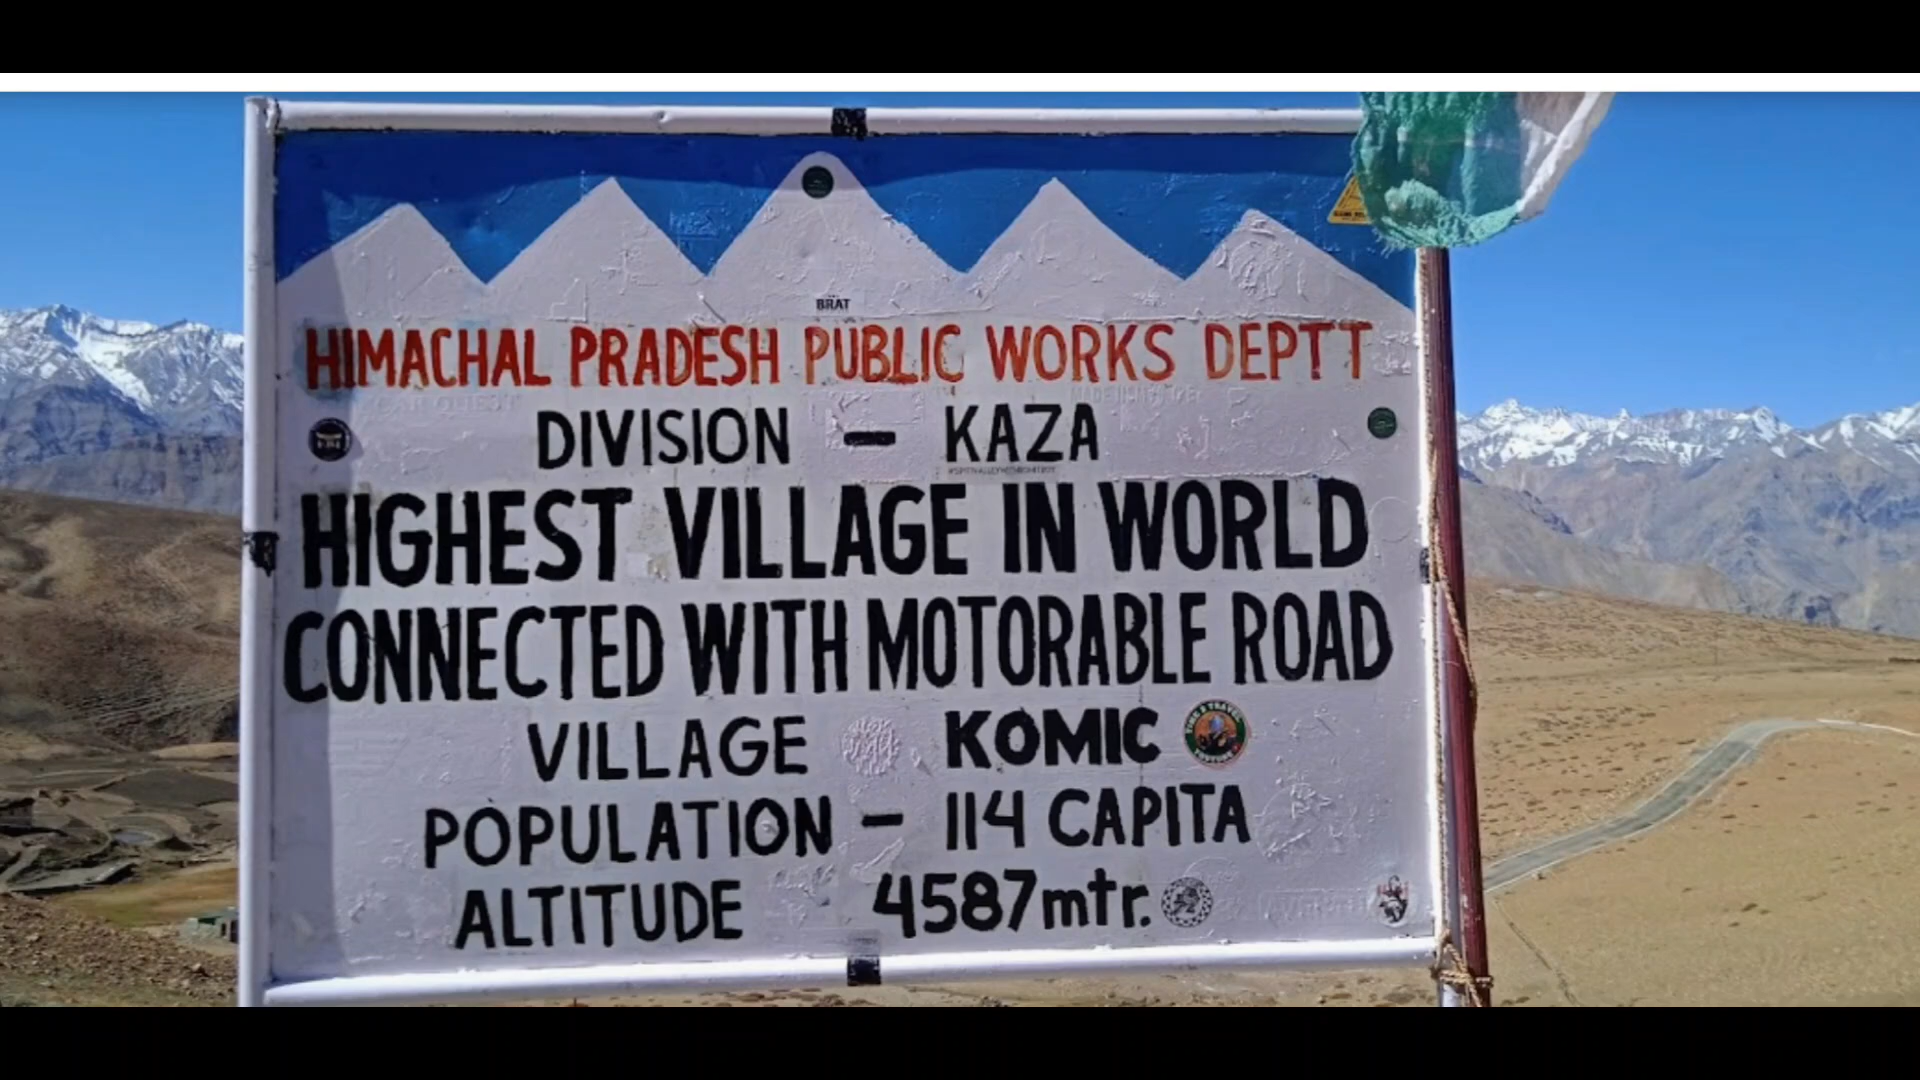 BRAT
HIMACHAL PRADESH PUBLIC WORKS DEPTT
DIVISION - KAZA
HIGHEST VILLAGE IN WORLD
CONNECTED WITH MOTORABLE ROAD
VILLAGE KOMIC
POPULATION - 114 CAPITA
ALTITUDE 4587mtr.